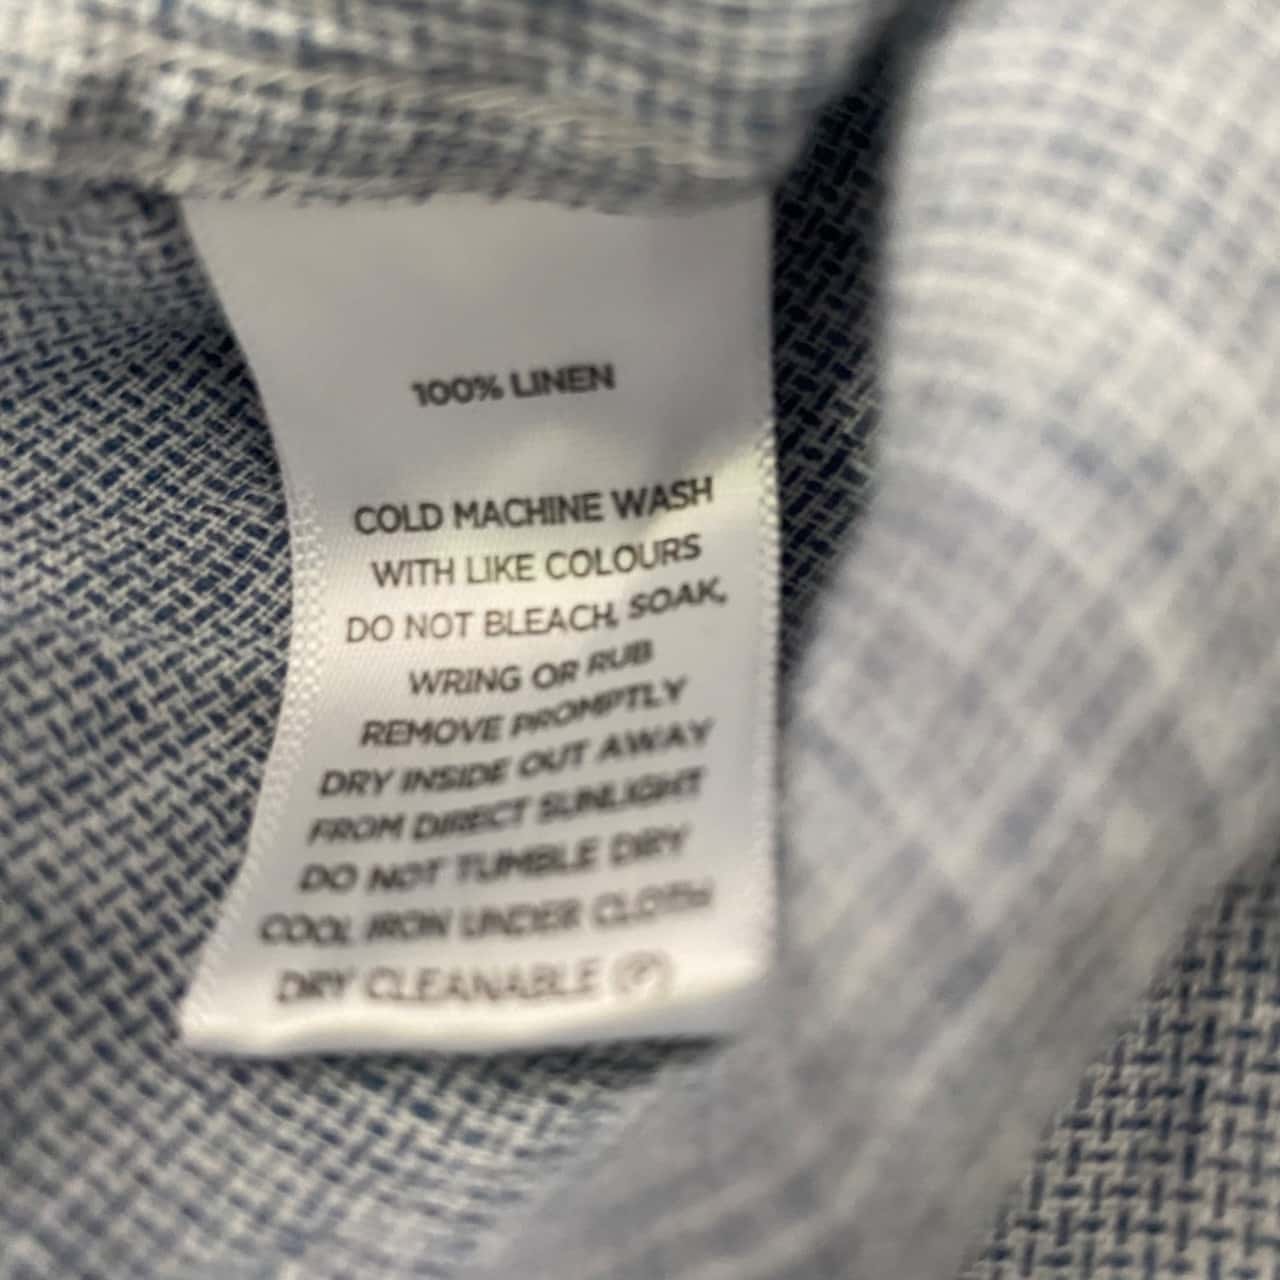 100% LINEN
COLD MACHINE WASH
WITH LIKE COLOURS
DO NOT BLEACH, SOAK,
WRING OR RUB
REMOVE PROMPTLY
DRY INSIDE OUT AWAY
FROM DIRECT SUNLIGHT
DO NOT TUMBLE DRY
COOL IRON UNDER CLOTH
DRY CLEANABLE Ⓟ